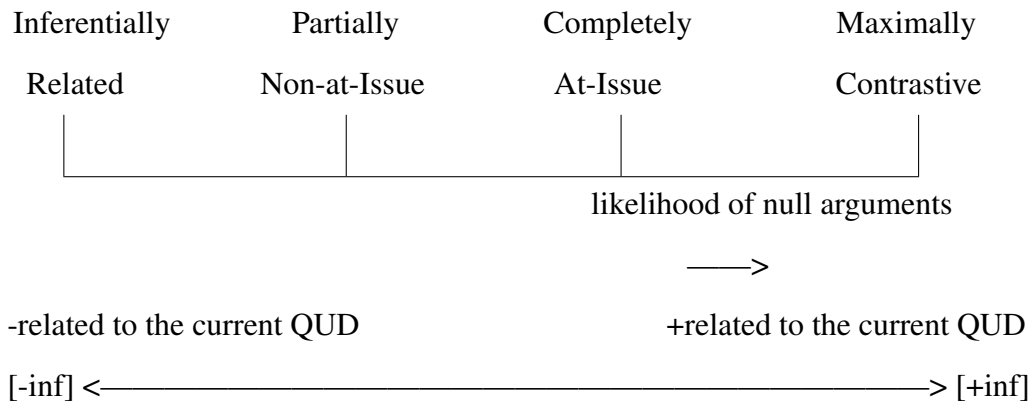 Inferentially Partially Completely Maximally
Related Non-at-Issue At-Issue Contrastive
likelihood of null arguments
——>
-related to the current QUD +related to the current QUD
[-inf] <——————————————————————————> [+inf]